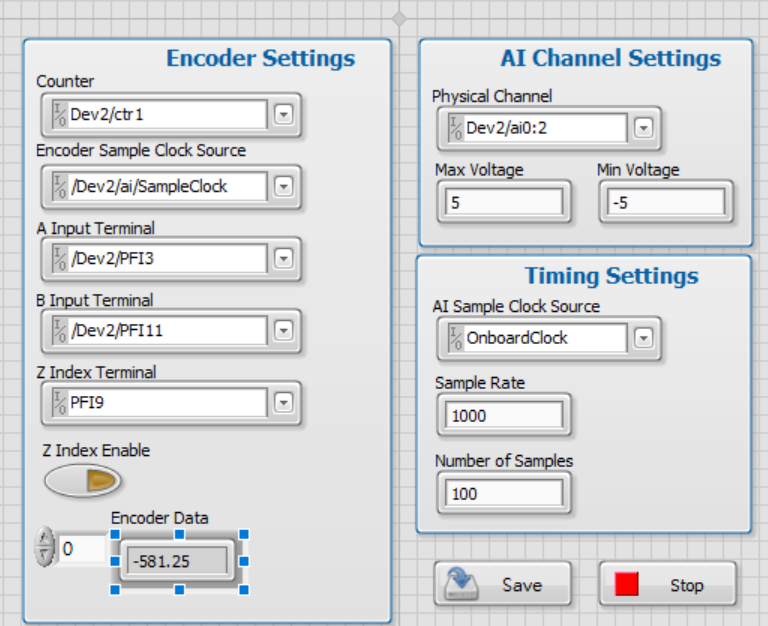 Encoder Settings
Counter
Dev2/ctr1
Encoder Sample Clock Source
/Dev2/ai/SampleClock
A Input Terminal
/Dev2/PFI3
B Input Terminal
/Dev2/PFI11
Z Index Terminal
PFI9
Z Index Enable
Encoder Data
0
-581.25
AI Channel Settings
Physical Channel
Dev2/ai0:2
Max Voltage Min Voltage
5 -5
Timing Settings
AI Sample Clock Source
OnboardClock
Sample Rate
1000
Number of Samples
100
Save Stop